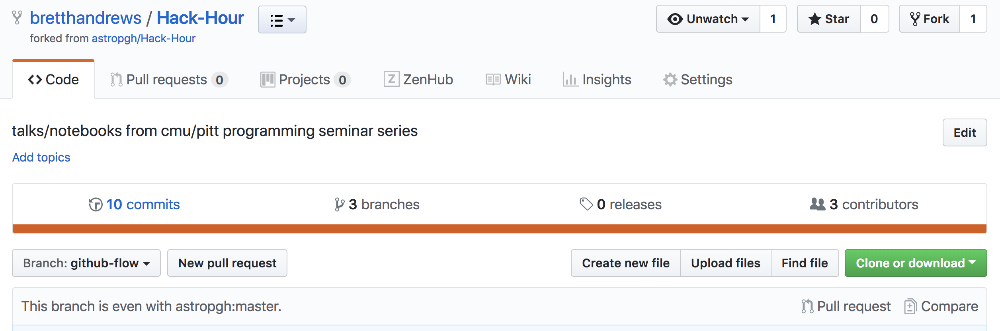 bretthandrews / Hack-Hour
Unwatch 1 Star 0 Fork 1
forked from astropgh/Hack-Hour
Code Pull requests 0 Projects 0 Z ZenHub Wiki Insights Settings
talks/notebooks from cmu/pitt programming seminar series
Edit
Add topics
10 commits 3 branches 0 releases 3 contributors
Branch: github-flow New pull request Create new file Upload files Find file Clone or download
This branch is even with astropgh:master. Pull request Compare